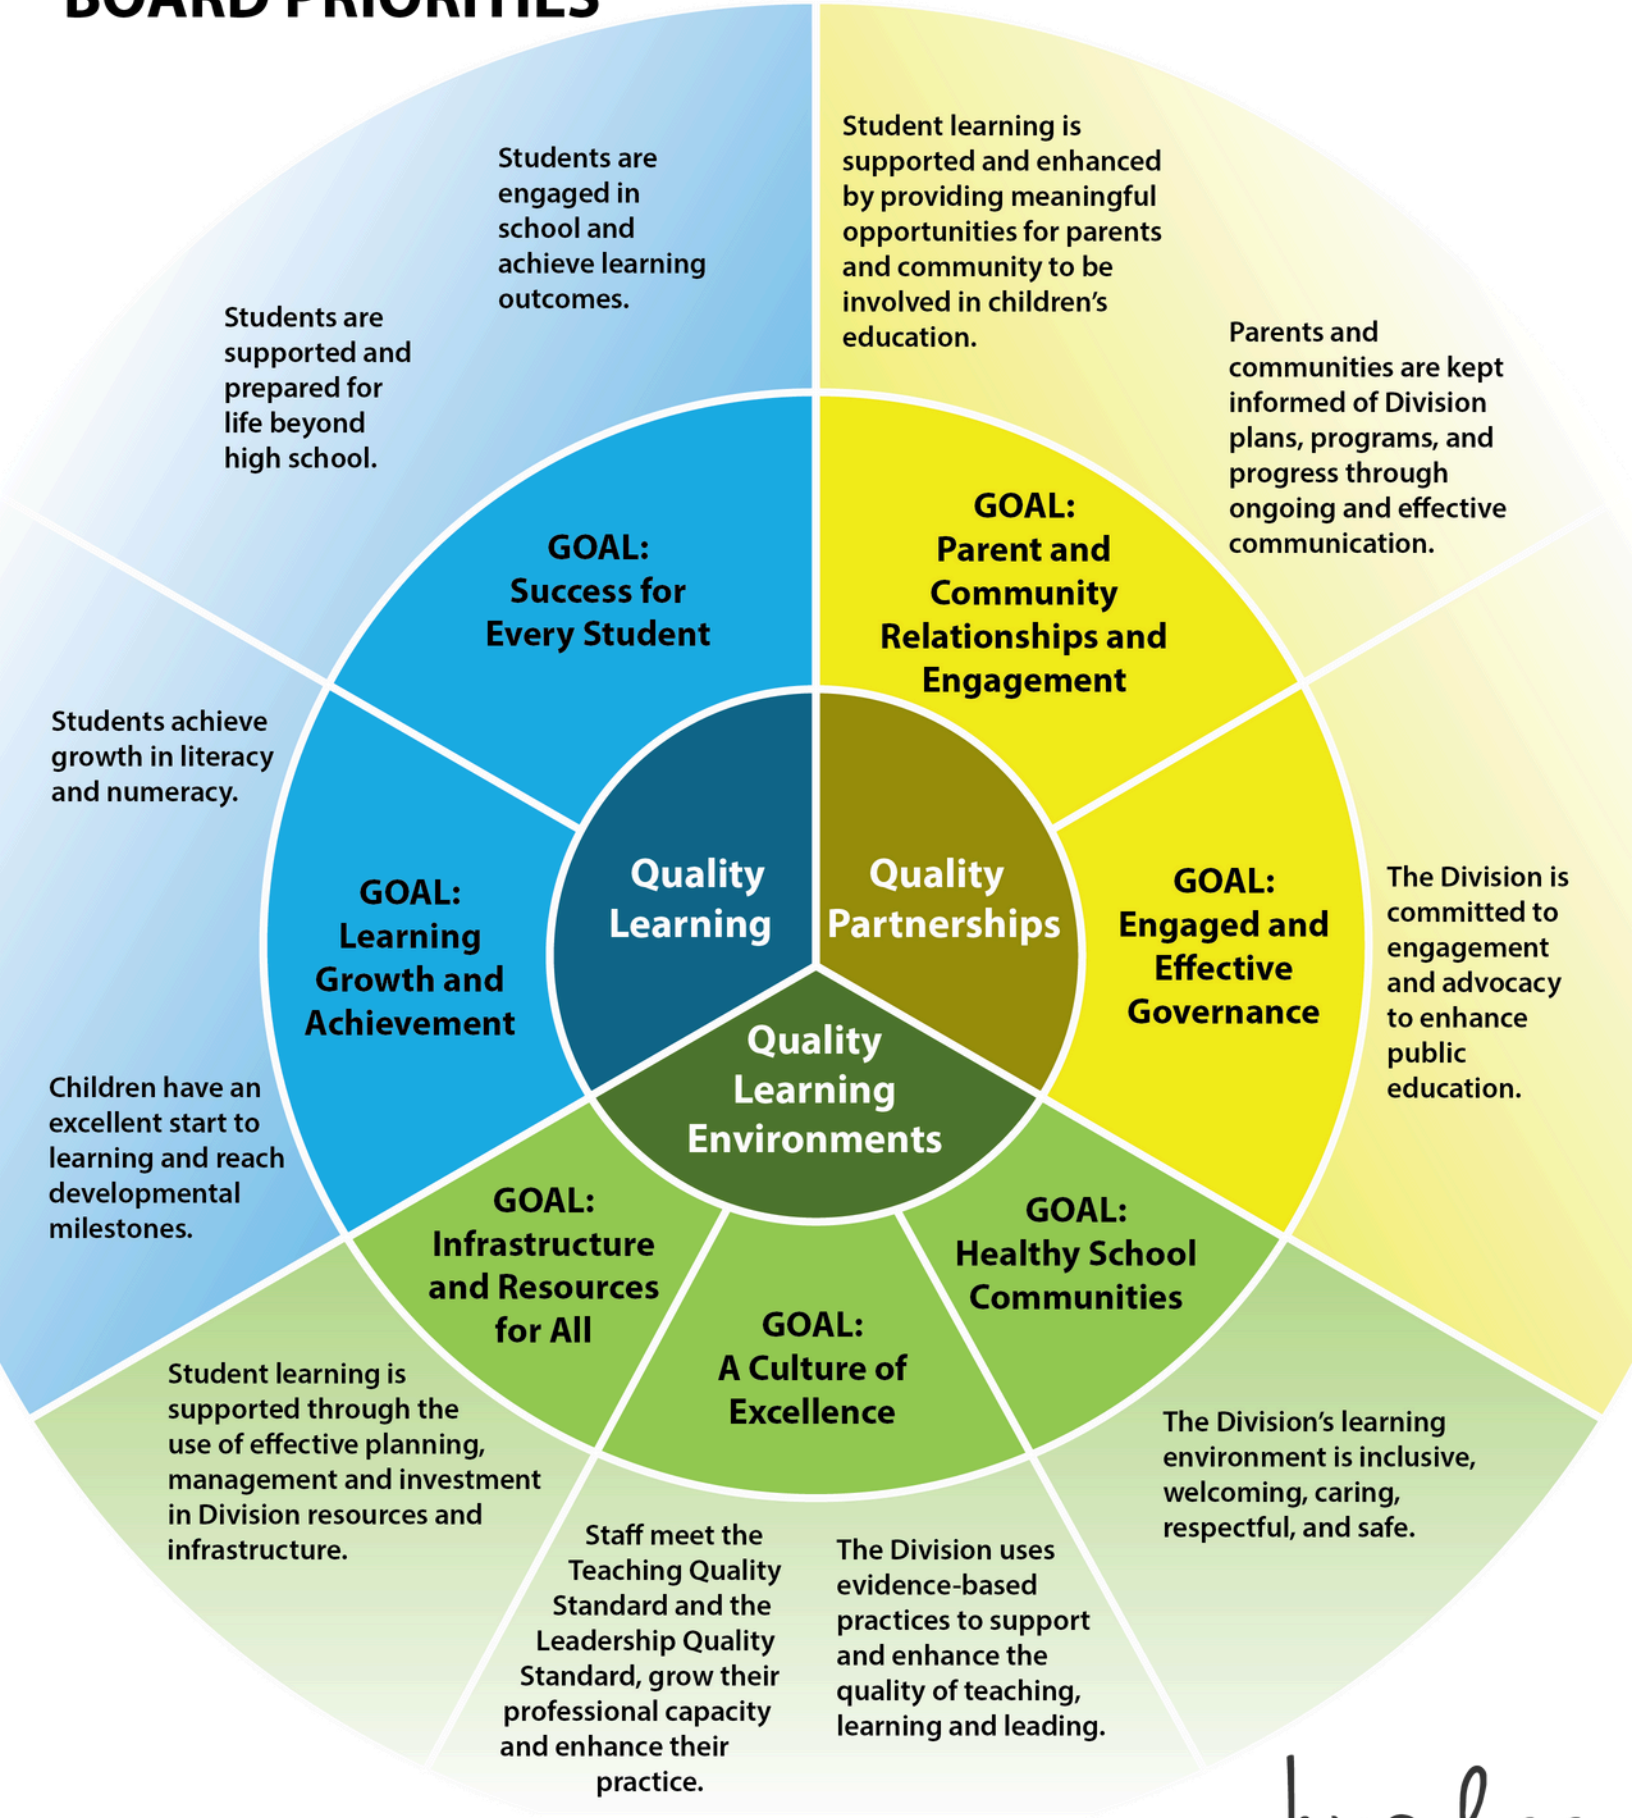 BOARD PRIORITIES
Students are
engaged in
school and
achieve learning
outcomes.
Students are
supported and
prepared for
life beyond
high school.
Student learning is
supported and enhanced
by providing meaningful
opportunities for parents
and community to be
involved in children’s
education.
Parents and
communities are kept
informed of Division
plans, programs, and
progress through
ongoing and effective
communication.
GOAL:
Success for
Every Student
GOAL:
Parent and
Community
Relationships and
Engagement
Students achieve
growth in literacy
and numeracy.
Children have an
excellent start to
learning and reach
developmental
milestones.
GOAL:
Learning
Growth and
Achievement
Quality
Learning
Quality
Partnerships
Quality
Learning
Environments
GOAL:
Engaged and
Effective
Governance
The Division is
committed to
engagement
and advocacy
to enhance
public
education.
GOAL:
Infrastructure
and Resources
for All
GOAL:
A Culture of
Excellence
GOAL:
Healthy School
Communities
Student learning is
supported through the
use of effective planning,
management and investment
in Division resources and
infrastructure.
Staff meet the
Teaching Quality
Standard and the
Leadership Quality
Standard, grow their
professional capacity
and enhance their
practice.
The Division uses
evidence-based
practices to support
and enhance the
quality of teaching,
learning and leading.
The Division’s learning
environment is inclusive,
welcoming, caring,
respectful, and safe.